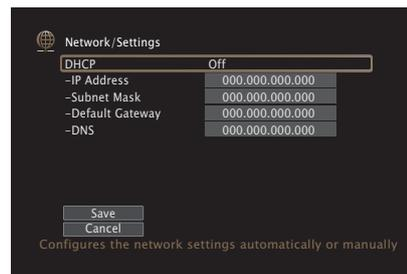 Network/Settings
DHCP Off
-IP Address 000.000.000.000
-Subnet Mask 000.000.000.000
-Default Gateway 000.000.000.000
-DNS 000.000.000.000
Save
Cancel
Configures the network settings automatically or manually